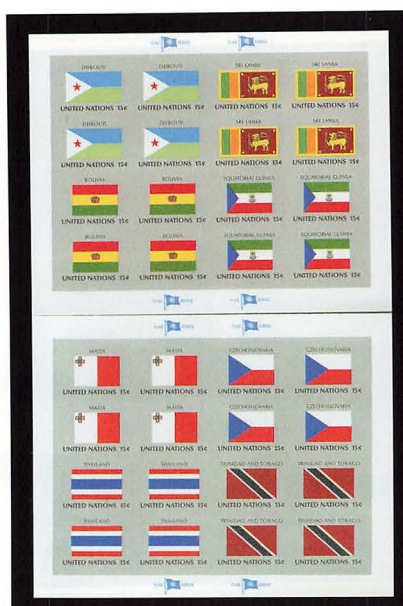 FLAG SERIES FLAG SERIES
DJIBOUTI DJIBOUTI SRI LANKA SRI LANKA
UNITED NATIONS 15¢ UNITED NATIONS 15¢ UNITED NATIONS 15¢ UNITED NATIONS 15¢
DJIBOUTI DJIBOUTI SRI LANKA SRI LANKA
UNITED NATIONS 15¢ UNITED NATIONS 15¢ UNITED NATIONS 15¢ UNITED NATIONS 15¢
BOLIVIA BOLIVIA EQUATORIAL GUINEA EQUATORIAL GUINEA
UNITED NATIONS 15¢ UNITED NATIONS 15¢ UNITED NATIONS 15¢ UNITED NATIONS 15¢
BOLIVIA BOLIVIA EQUATORIAL GUINEA EQUATORIAL GUINEA
UNITED NATIONS 15¢ UNITED NATIONS 15¢ UNITED NATIONS 15¢ UNITED NATIONS 15¢
FLAG SERIES FLAG SERIES
FLAG SERIES FLAG SERIES
MALTA MALTA CZECHOSLOVAKIA CZECHOSLOVAKIA
UNITED NATIONS 15¢ UNITED NATIONS 15¢ UNITED NATIONS 15¢ UNITED NATIONS 15¢
MALTA MALTA CZECHOSLOVAKIA CZECHOSLOVAKIA
UNITED NATIONS 15¢ UNITED NATIONS 15¢ UNITED NATIONS 15¢ UNITED NATIONS 15¢
THAILAND THAILAND TRINIDAD AND TOBAGO TRINIDAD AND TOBAGO
UNITED NATIONS 15¢ UNITED NATIONS 15¢ UNITED NATIONS 15¢ UNITED NATIONS 15¢
THAILAND THAILAND TRINIDAD AND TOBAGO TRINIDAD AND TOBAGO
UNITED NATIONS 15¢ UNITED NATIONS 15¢ UNITED NATIONS 15¢ UNITED NATIONS 15¢
FLAG SERIES FLAG SERIES